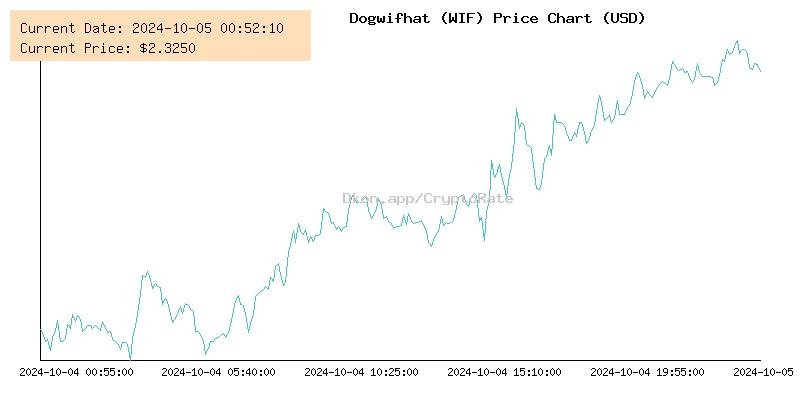 Dogwifhat (WIF) Price Chart (USD)
Current Date: 2024-10-05 00:52:10
Current Price: $2.3250
Dken.app/CryptoRate
2024-10-04 00:55:00 2024-10-04 05:40:00 2024-10-04 10:25:00 2024-10-04 15:10:00 2024-10-04 19:55:00 2024-10-05